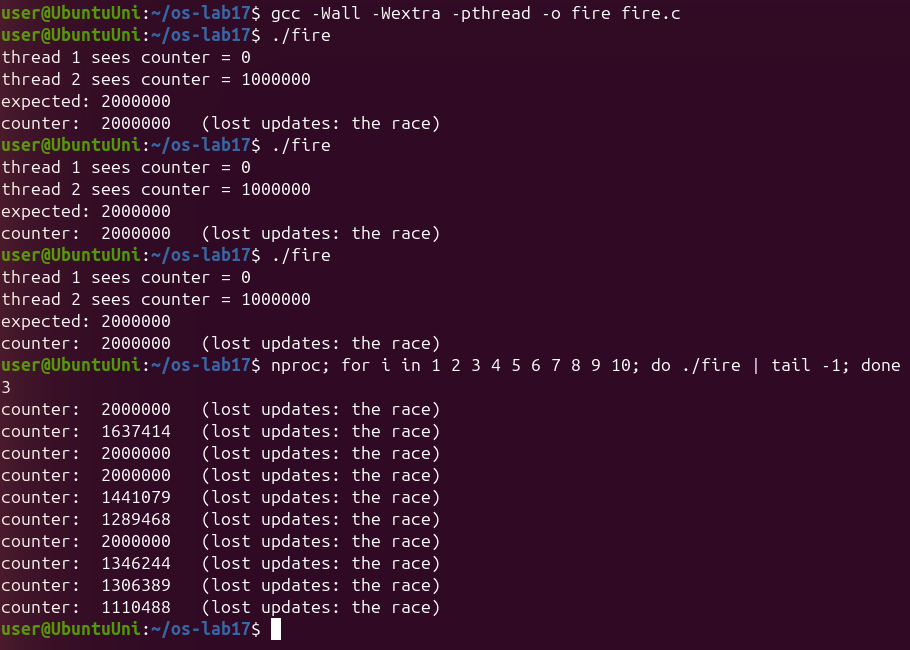 user@UbuntuUni:~/os-lab17$ gcc -Wall -Wextra -pthread -o fire fire.c
user@UbuntuUni:~/os-lab17$ ./fire
thread 1 sees counter = 0
thread 2 sees counter = 1000000
expected: 2000000
counter:  2000000   (lost updates: the race)
user@UbuntuUni:~/os-lab17$ ./fire
thread 1 sees counter = 0
thread 2 sees counter = 1000000
expected: 2000000
counter:  2000000   (lost updates: the race)
user@UbuntuUni:~/os-lab17$ ./fire
thread 1 sees counter = 0
thread 2 sees counter = 1000000
expected: 2000000
counter:  2000000   (lost updates: the race)
user@UbuntuUni:~/os-lab17$ nproc; for i in 1 2 3 4 5 6 7 8 9 10; do ./fire | tail -1; done
3
counter:  2000000   (lost updates: the race)
counter:  1637414   (lost updates: the race)
counter:  2000000   (lost updates: the race)
counter:  2000000   (lost updates: the race)
counter:  1441079   (lost updates: the race)
counter:  1289468   (lost updates: the race)
counter:  2000000   (lost updates: the race)
counter:  1346244   (lost updates: the race)
counter:  1306389   (lost updates: the race)
counter:  1110488   (lost updates: the race)
user@UbuntuUni:~/os-lab17$